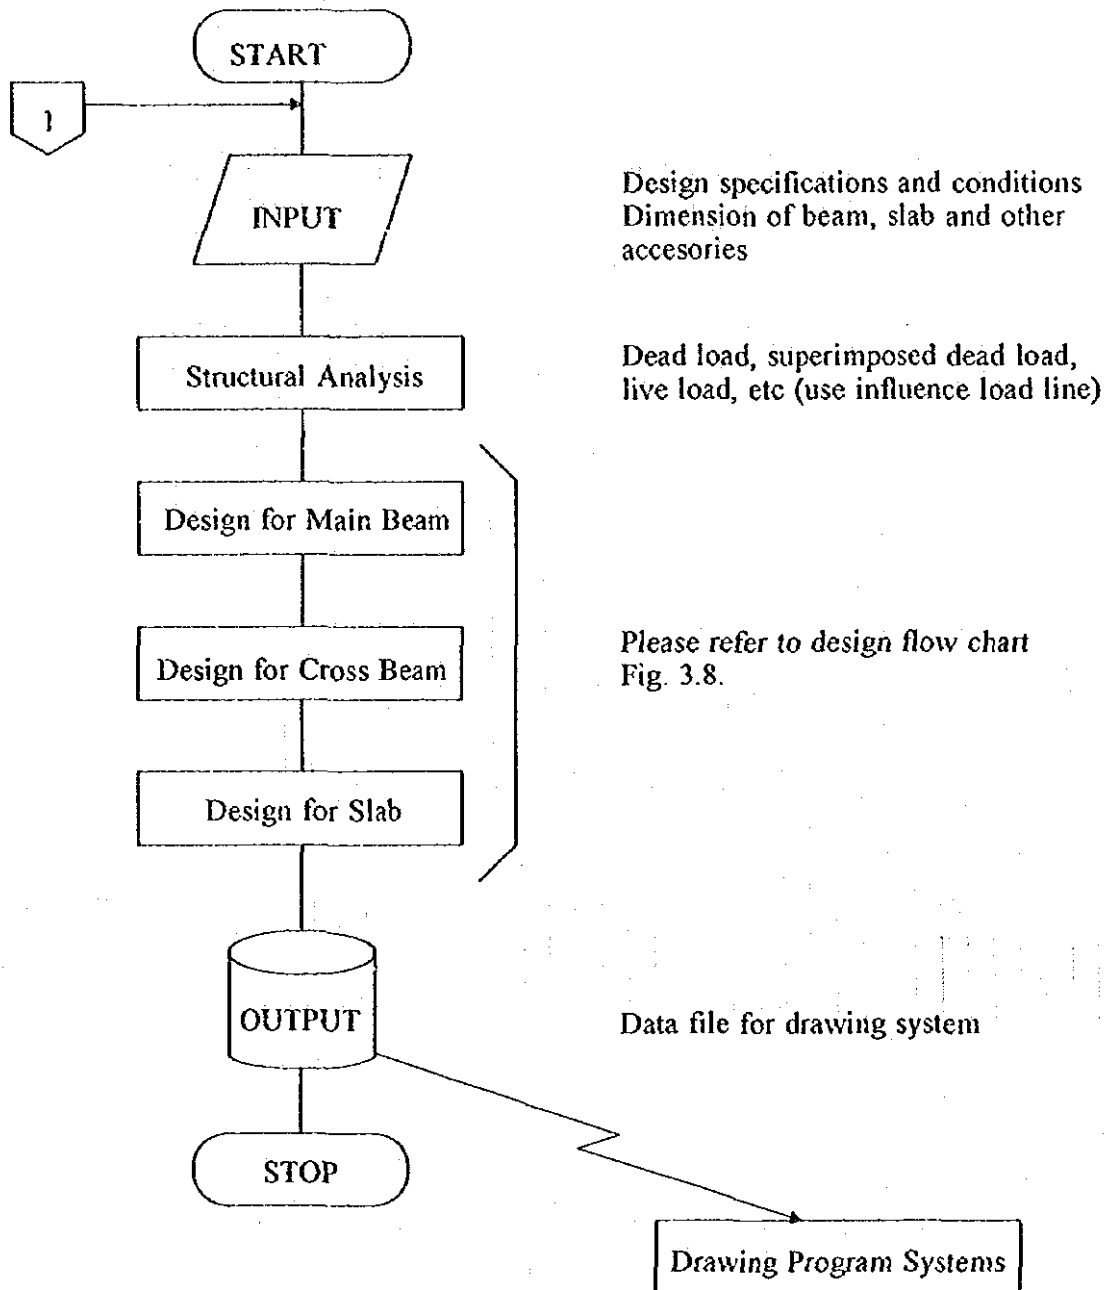 START
1
INPUT
Design specifications and conditions
Dimension of beam, slab and other
accesories
Structural Analysis
Dead load, superimposed dead load,
live load, etc (use influence load line)
Design for Main Beam
Design for Cross Beam
Please refer to design flow chart
Fig. 3.8.
Design for Slab
OUTPUT
Data file for drawing system
STOP
Drawing Program Systems